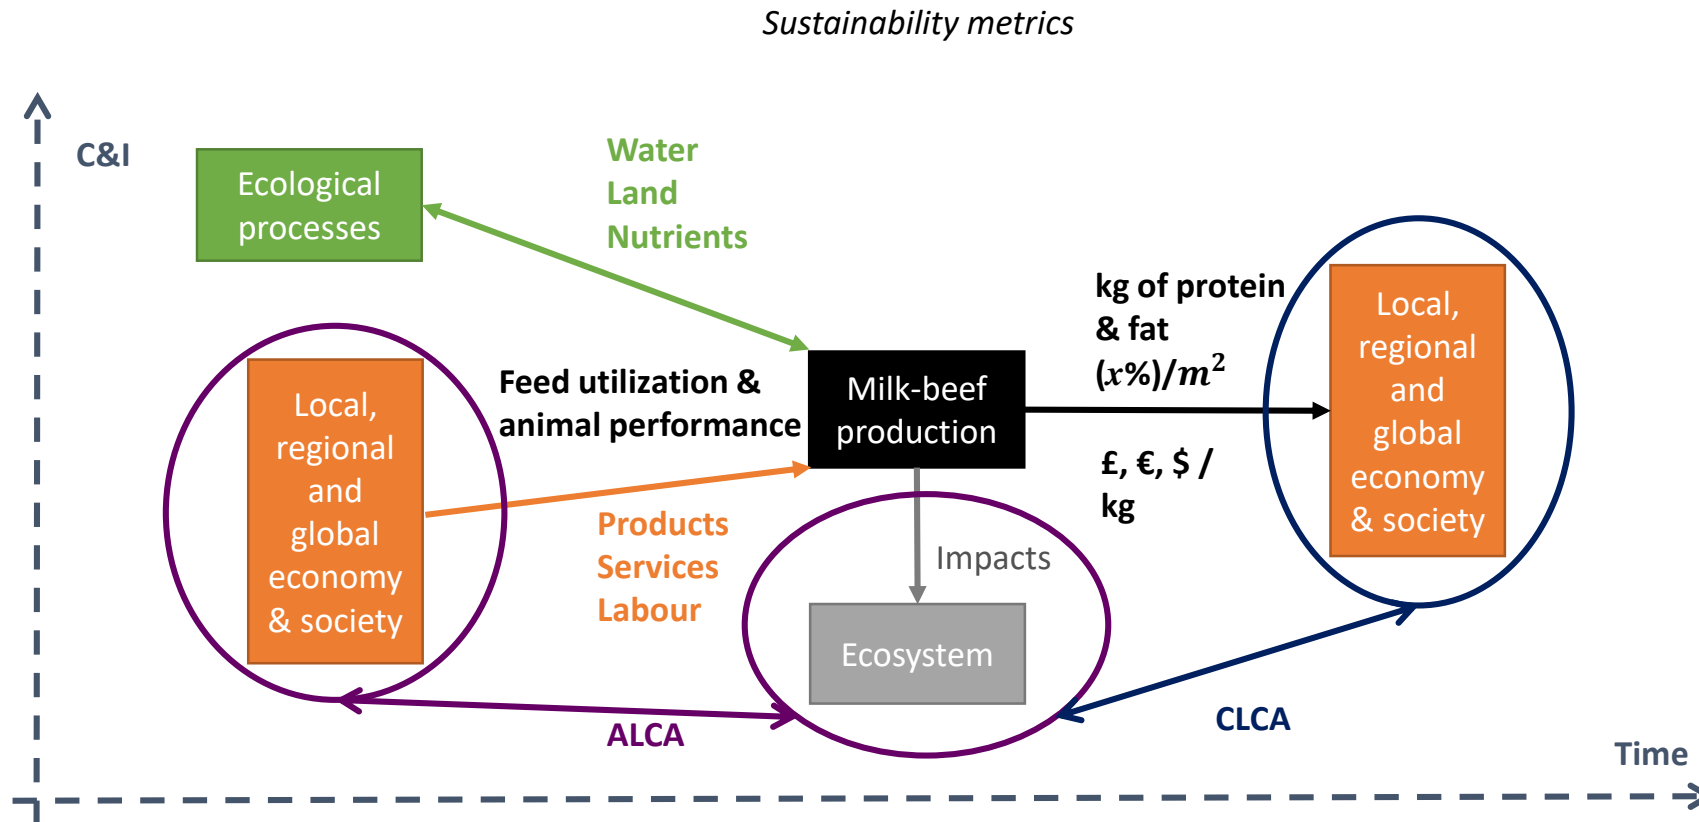 Sustainability metrics
C&I
Ecological
processes
Water
Land
Nutrients
Local,
regional
and
global
economy
& society
Feed utilization &
animal performance
Products
Services
Labour
Milk-beef
production
Impacts
Ecosystem
kg of protein
& fat
(x%)/m²
£, €, $ /
kg
Local,
regional
and
global
economy
& society
ALCA
CLCA
Time